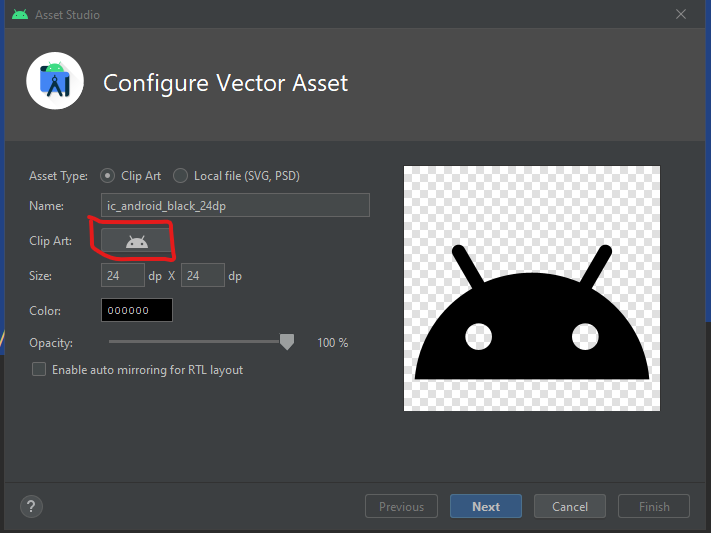 Asset Studio
Configure Vector Asset
Asset Type: Clip Art Local file (SVG, PSD)
Name: ic_android_black_24dp
Clip Art:
Size: 24 dp X 24 dp
Color: 000000
Opacity: 100 %
Enable auto mirroring for RTL layout
? Previous Next Cancel Finish